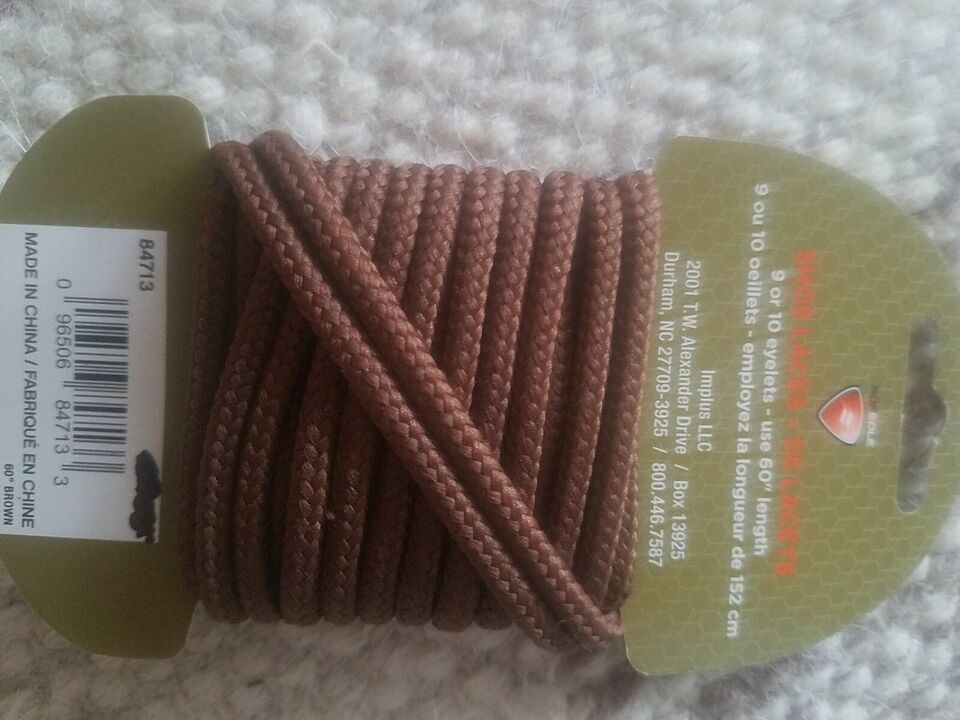 SOLE
SHOE LACES - DE LACETS
9 or 10 eyelets - use 60" length
9 ou 10 oeillets - employez la longueur de 152 cm
Implus LLC
2001 T.W. Alexander Drive / Box 13925
Durham, NC 27709-3925 / 800.446.7587
84713
0 96506 84713 3
MADE IN CHINA / FABRIQUÉ EN CHINE
60" BROWN